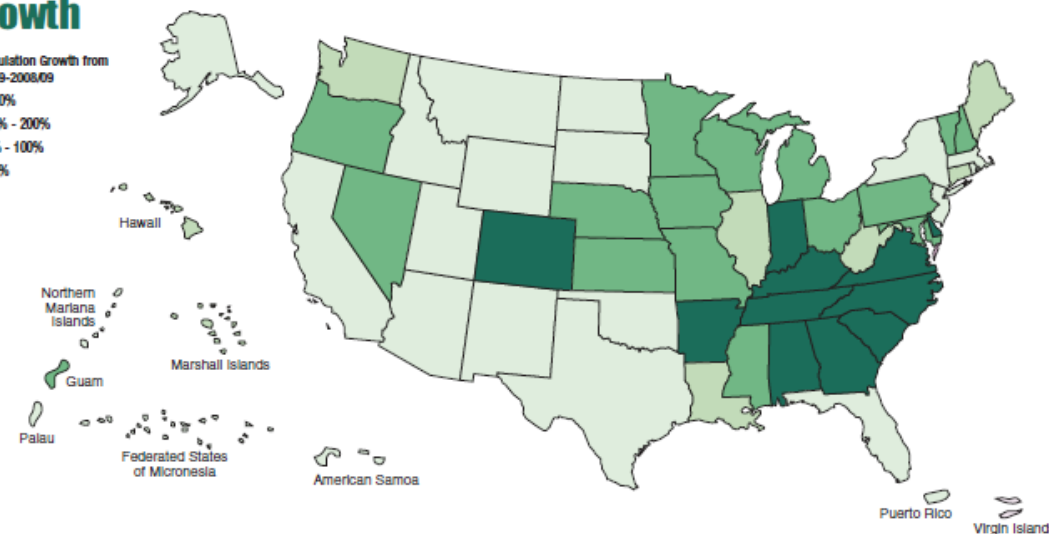 owth
ulation Growth from
9-2008/09
0%
% - 200%
- 100%
%
Hawaii
Northern
Mariana
Islands
Marshall Islands
Guam
Palau
Federated States
of Micronesia
American Samoa
Puerto Rico
Virgin Island